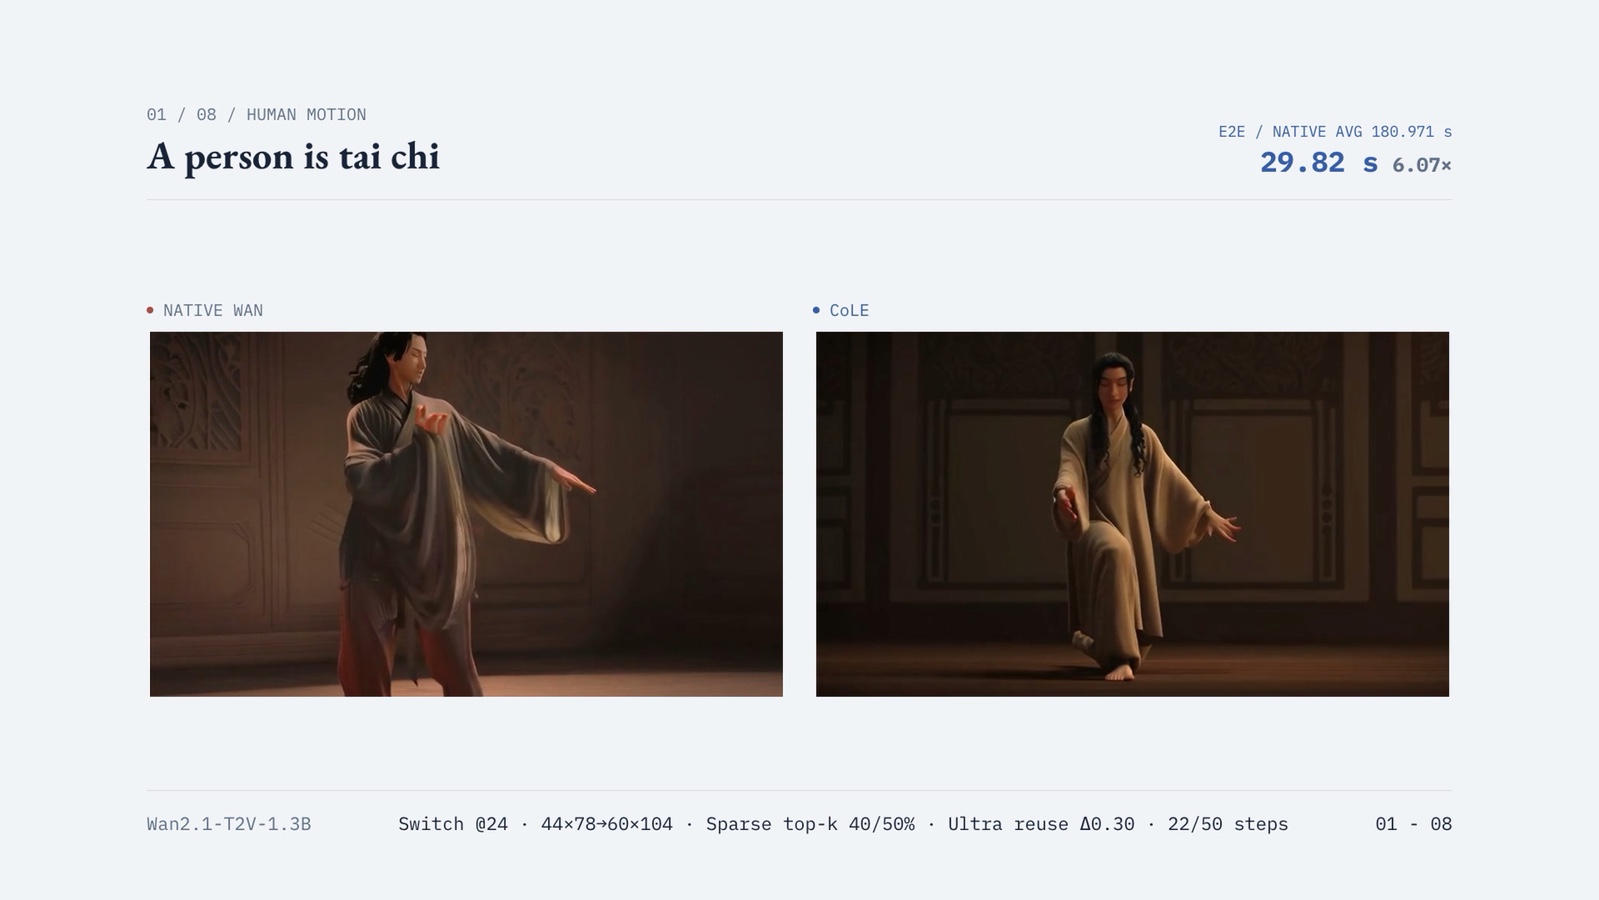 01 / 08 / HUMAN MOTION
A person is tai chi
E2E / NATIVE AVG 180.971 s
29.82 s 6.07×
NATIVE WAN
CoLE
Wan2.1-T2V-1.3B
Switch @24 · 44×78→60×104 · Sparse top-k 40/50% · Ultra reuse Δ0.30 · 22/50 steps
01 - 08